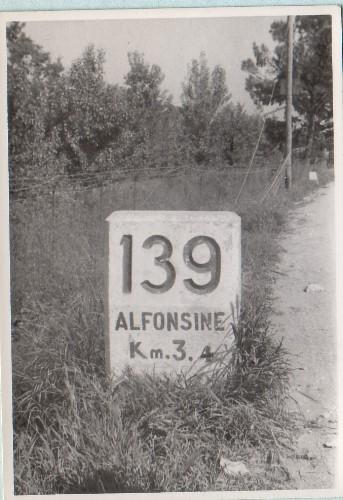 139
ALFONSINE
Km. 3,4